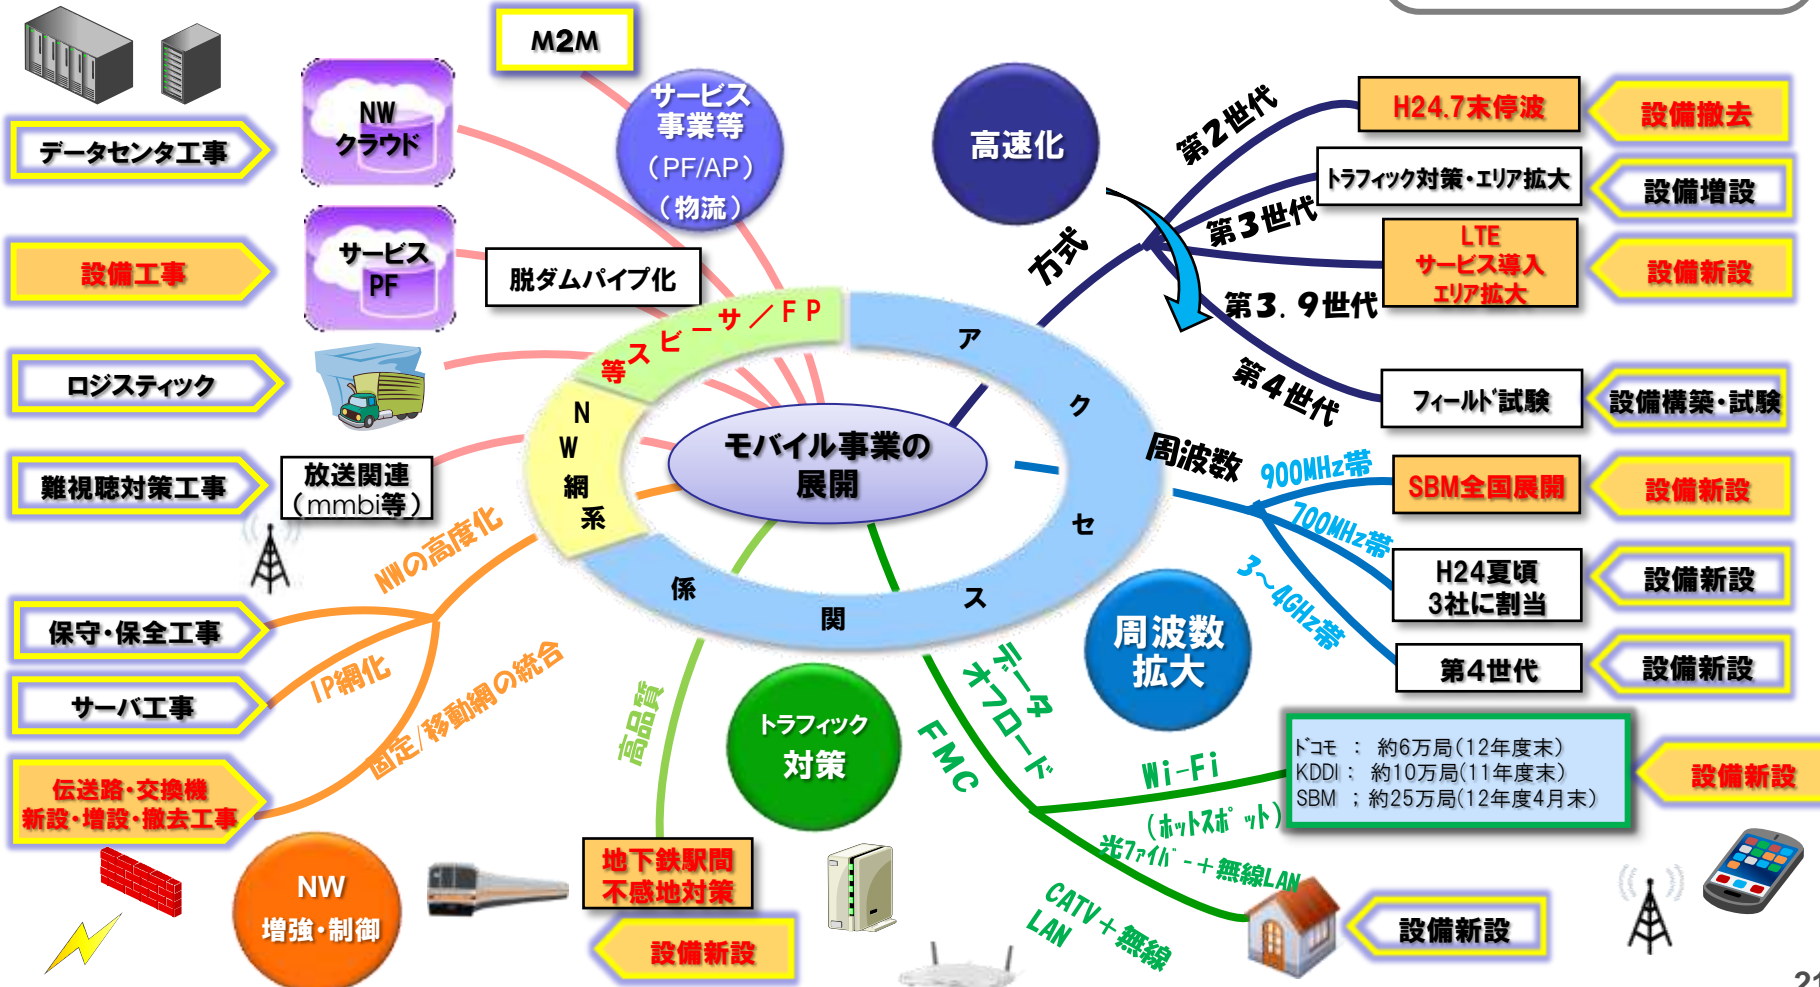 M2M
サービス
事業等
（PF/AP）
（物流）
高速化
NW
クラウド
データセンタ工事
サービス
PF
設備工事
脱ダムパイプ化
ロジスティック
難視聴対策工事
放送関連
（mmbi等）
PF／サービス等
NW網系
アクセス関係
モバイル事業の
展開
方式
第2世代
H24.7末停波
設備撤去
第3世代
トラフィック対策・エリア拡大
設備増設
第3．9世代
LTE
サービス導入
エリア拡大
設備新設
第4世代
フィールド試験
設備構築・試験
周波数
900MHz帯
SBM全国展開
設備新設
700MHz帯
H24夏頃
3社に割当
設備新設
3～4GHz帯
第4世代
設備新設
周波数
拡大
NWの高度化
保守・保全工事
IP網化
サーバ工事
固定/移動網の統合
伝送路・交換機
新設・増設・撤去工事
NW
増強・制御
高品質
地下鉄駅間
不感地対策
設備新設
トラフィック
対策
データ
オフロード
FMC
Wi-Fi
（ホットスポット）
ドコモ ： 約6万局(12年度末)
KDDI： 約10万局(11年度末)
SBM ；約25万局(12年度4月末)
設備新設
光ファイバー＋無線LAN
CATV＋無線
LAN
設備新設
21